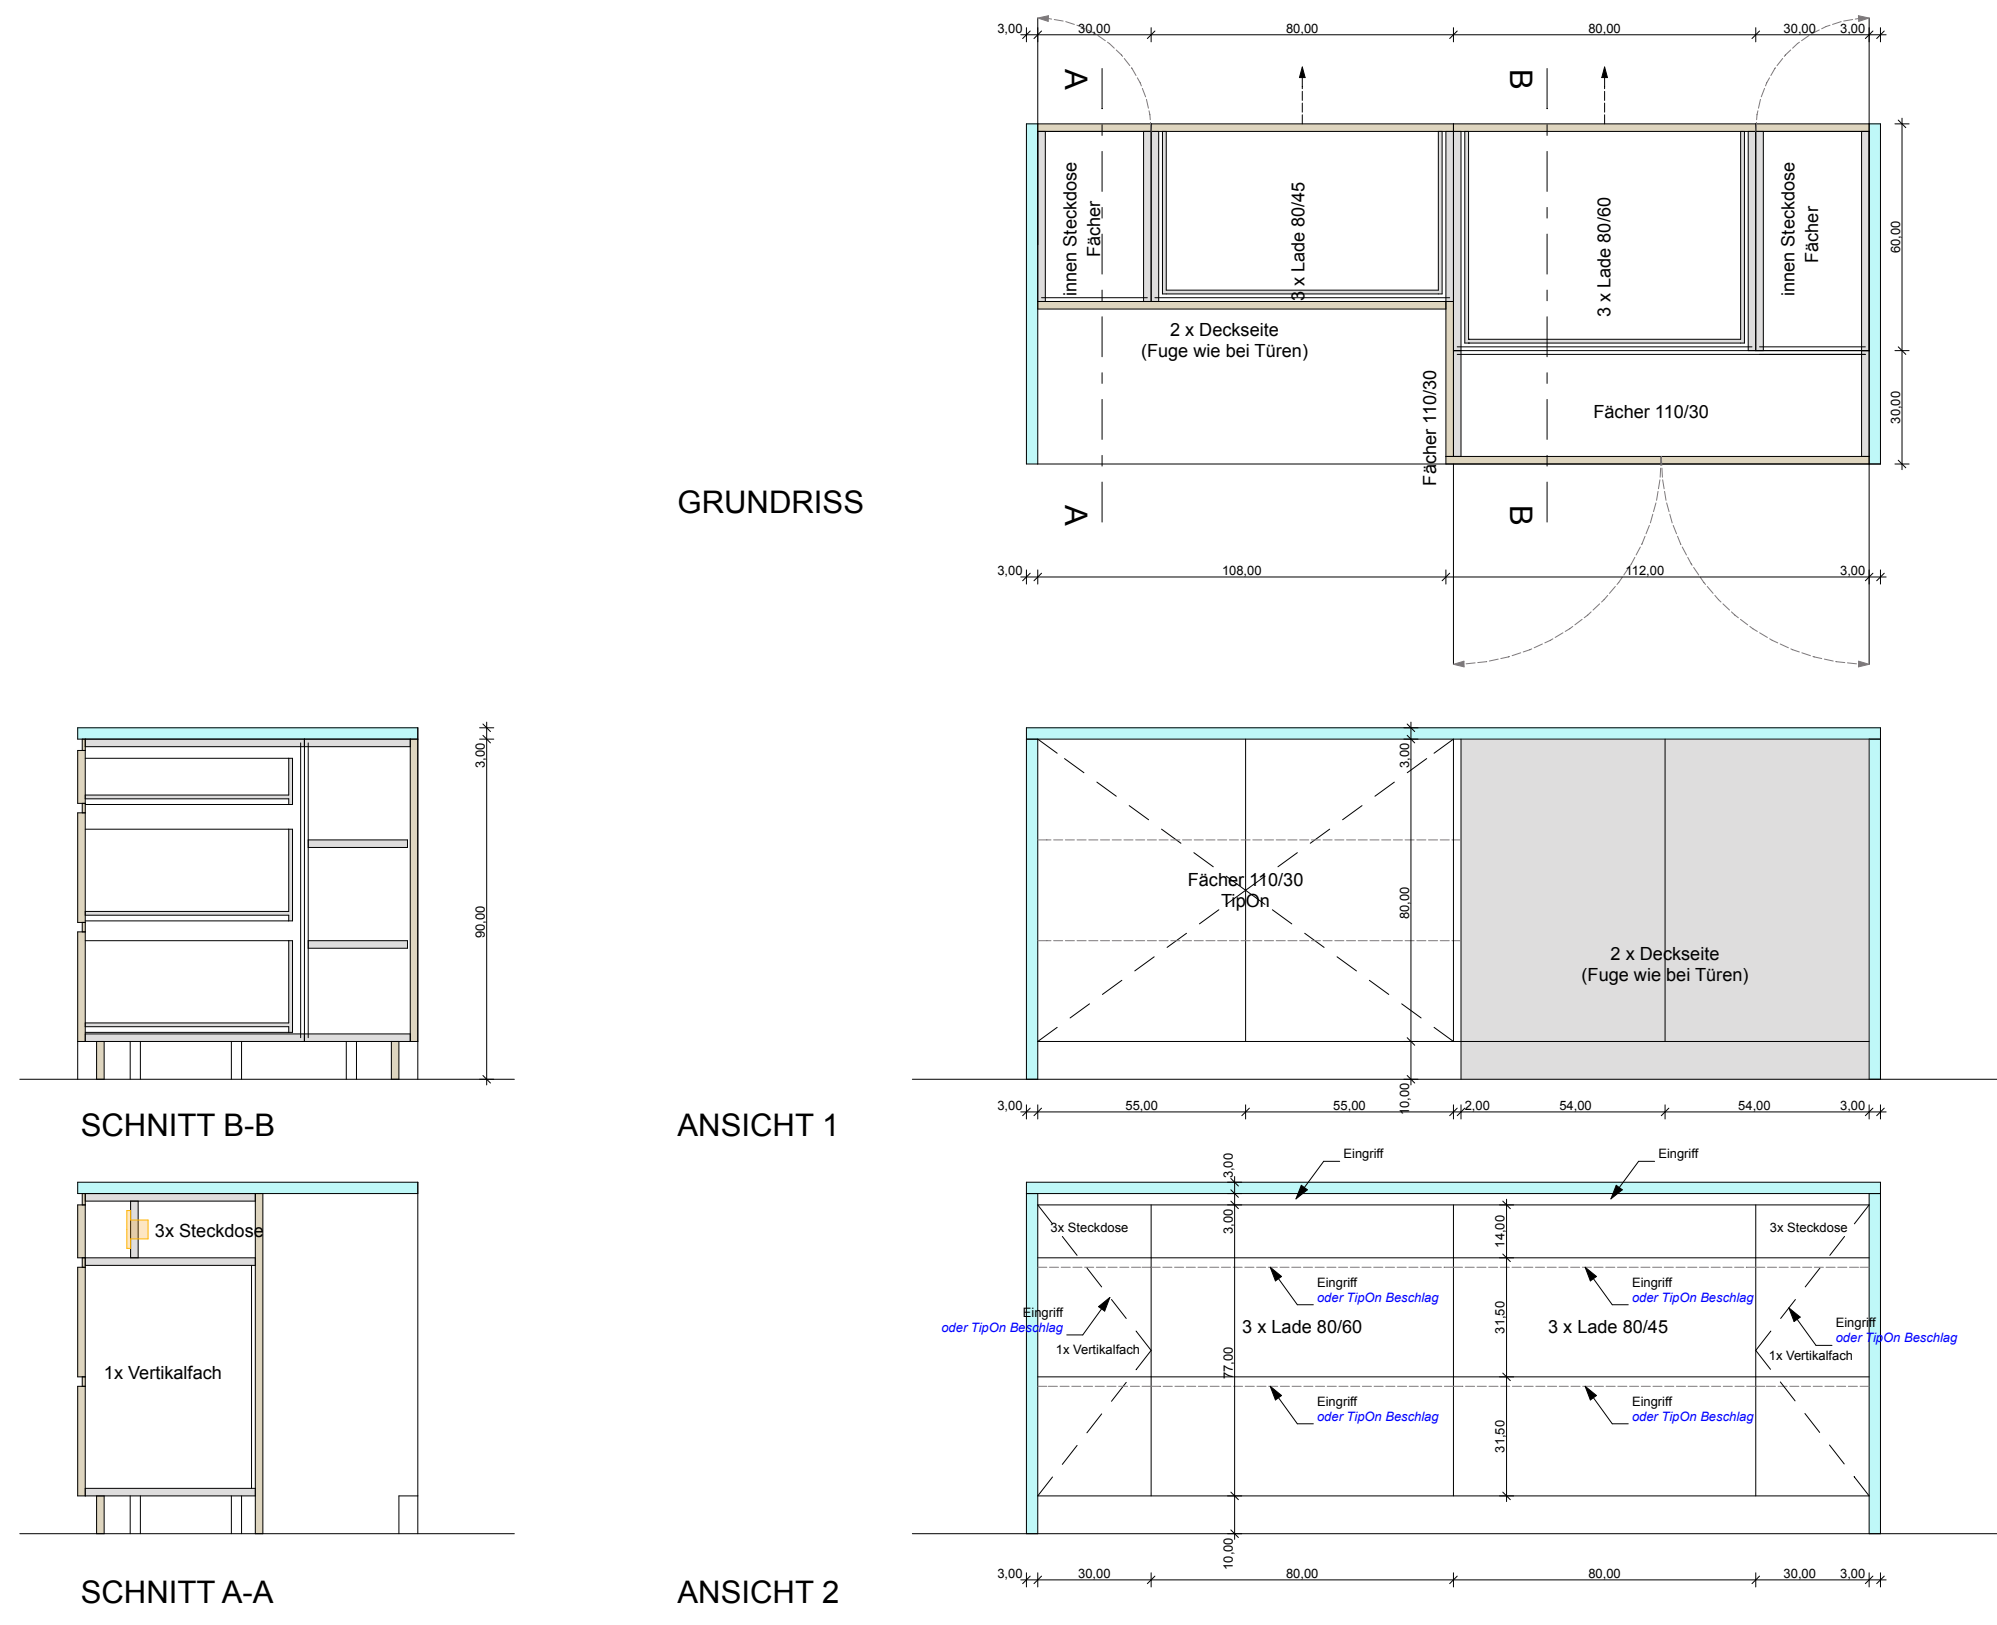 3,00
30,00
80,00
80,00
30,00
3,00
A
B
innen Steckdose
Fächer
3 x Lade 80/45
3 x Lade 80/60
innen Steckdose
Fächer
60,00
2 x Deckseite
(Fuge wie bei Türen)
Fächer 110/30
Fächer 110/30
30,00
GRUNDRISS
A
B
3,00
108,00
112,00
3,00
3,00
90,00
SCHNITT B-B
3,00
Fächer 110/30
TipOn
80,00
2 x Deckseite
(Fuge wie bei Türen)
10,00
3,00
55,00
55,00
2,00
54,00
54,00
3,00
ANSICHT 1
3x Steckdose
1x Vertikalfach
SCHNITT A-A
Eingriff
Eingriff
3,00
3,00
3x Steckdose
14,00
3x Steckdose
Eingriff
oder TipOn Beschlag
Eingriff
oder TipOn Beschlag
Eingriff
oder TipOn Beschlag
3 x Lade 80/60
31,50
3 x Lade 80/45
Eingriff
oder TipOn Beschlag
1x Vertikalfach
77,00
1x Vertikalfach
Eingriff
oder TipOn Beschlag
31,50
Eingriff
oder TipOn Beschlag
10,00
3,00
30,00
80,00
80,00
30,00
3,00
ANSICHT 2